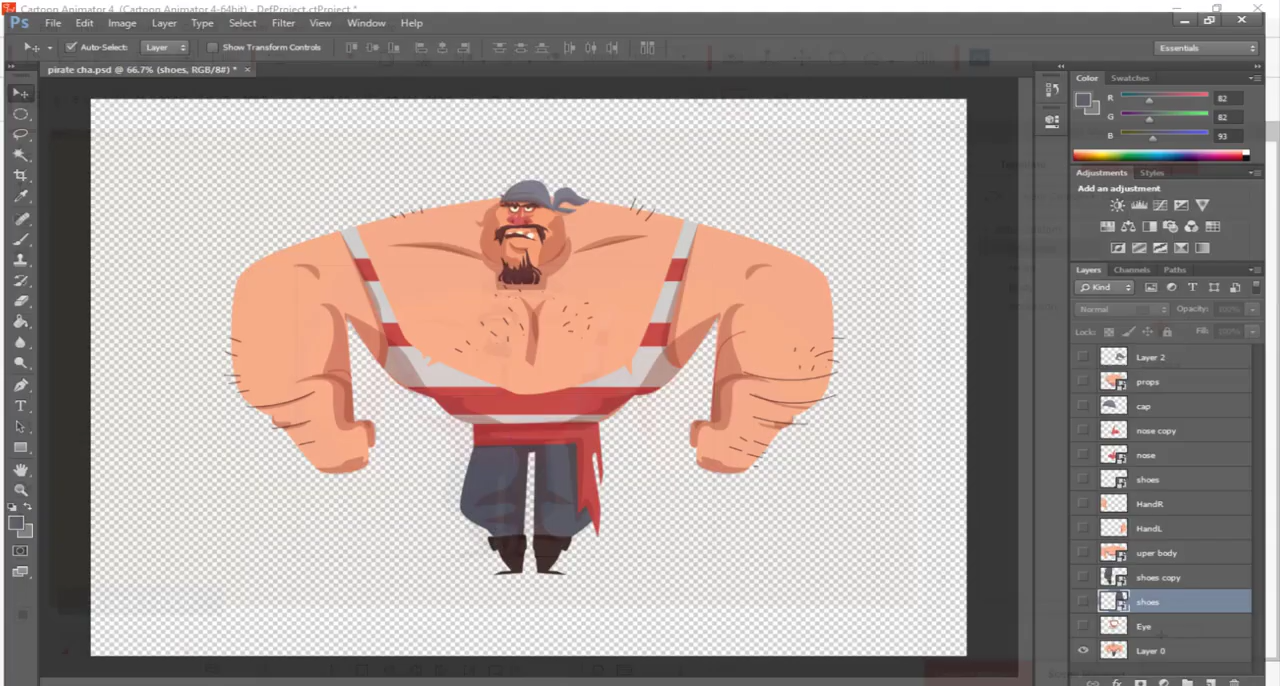 Cartoon Animator 4 (Cartoon Animator 4-64bit) - DefProject.ctProject *
Ps File Edit Image Layer Type Select Filter View Window Help
Auto-Select: Layer Show Transform Controls Essentials
pirate cha.psd @ 66.7% (shoes, RGB/8#) * ×
Color Swatches
R 82
G 82
B 93
Adjustments Styles
Add an adjustment
Layers Channels Paths
Kind
Normal Opacity: 100%
Lock: Fill: 100%
Layer 2
props
cap
nose copy
nose
shoes
HandR
HandL
uper body
shoes copy
shoes
Eye
Layer 0